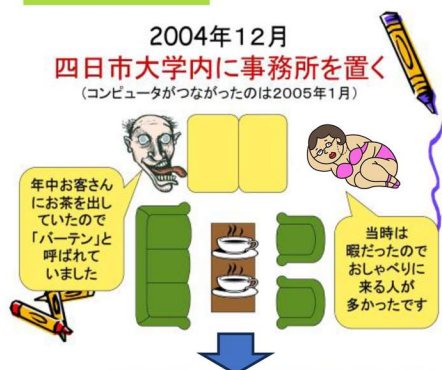 2004年12月
四日市大学内に事務所を置く
(コンピュータがつながったのは2005年1月)
年中お客さん
にお茶を出し
ていたので
「バーテン」と
呼ばれて
いました
当時は
暇だったので
おしゃべりに
来る人が
多かったです